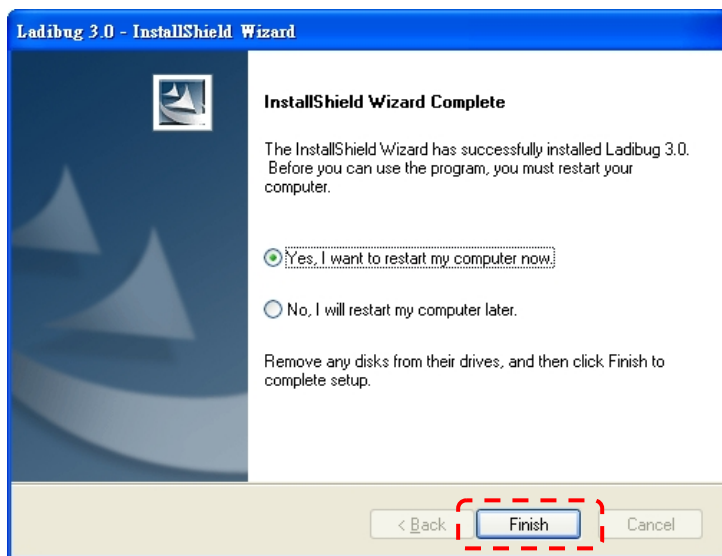 Ladibug 3.0 - InstallShield Wizard
InstallShield Wizard Complete
The InstallShield Wizard has successfully installed Ladibug 3.0.
Before you can use the program, you must restart your
computer.
Yes, I want to restart my computer now.
No, I will restart my computer later.
Remove any disks from their drives, and then click Finish to
complete setup.
< Back Finish Cancel